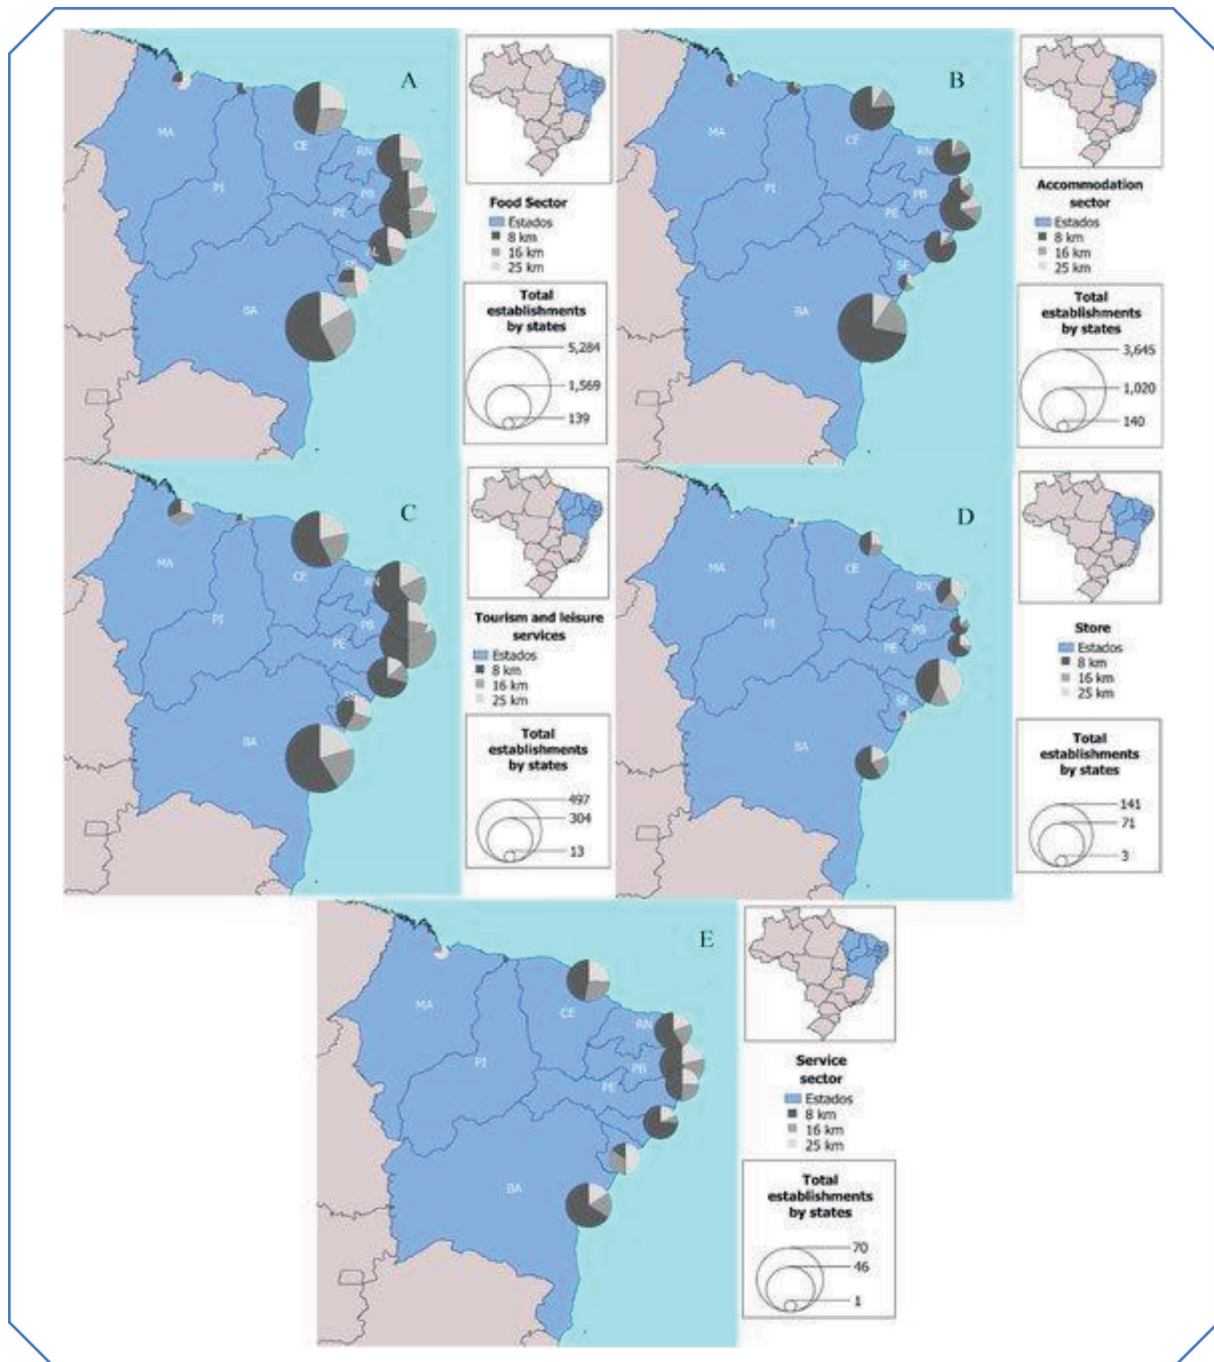 A
MA
CE
RN
PI
PB
PE
BA
Food Sector
Estados
8 km
16 km
25 km
Total
establishments
by states
5,284
1,569
139
B
MA
CE
RN
PI
PB
PE
SE
BA
Accommodation
sector
Estados
8 km
16 km
25 km
Total
establishments
by states
3,645
1,020
140
C
MA
CE
RN
PI
PB
PE
BA
Tourism and leisure
services
Estados
8 km
16 km
25 km
Total
establishments
by states
497
304
13
D
MA
CE
RN
PI
PB
PE
SE
BA
Store
Estados
8 km
16 km
25 km
Total
establishments
by states
141
71
3
E
MA
CE
RN
PI
PB
PE
BA
Service
sector
Estados
8 km
16 km
25 km
Total
establishments
by states
70
46
1